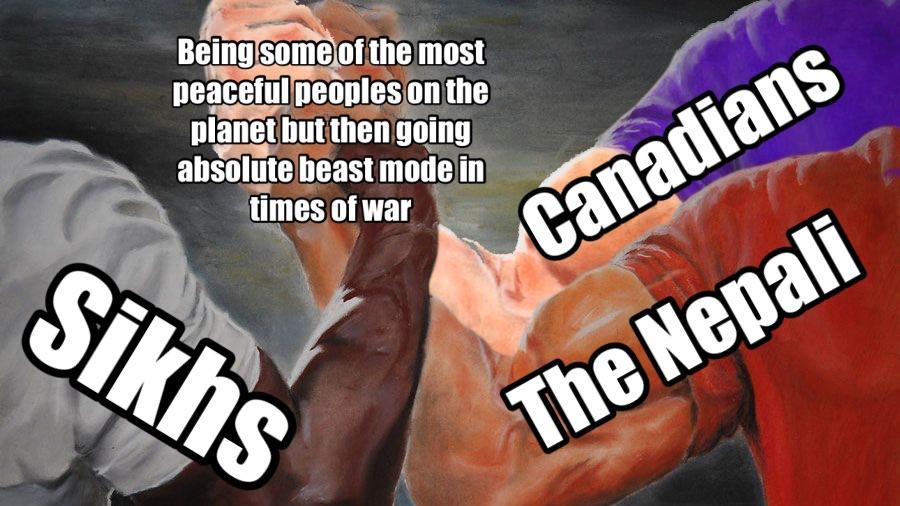 Being some of the most
peaceful peoples on the
planet but then going
absolute beast mode in
times of war
Canadians
The Nepali
Sikhs